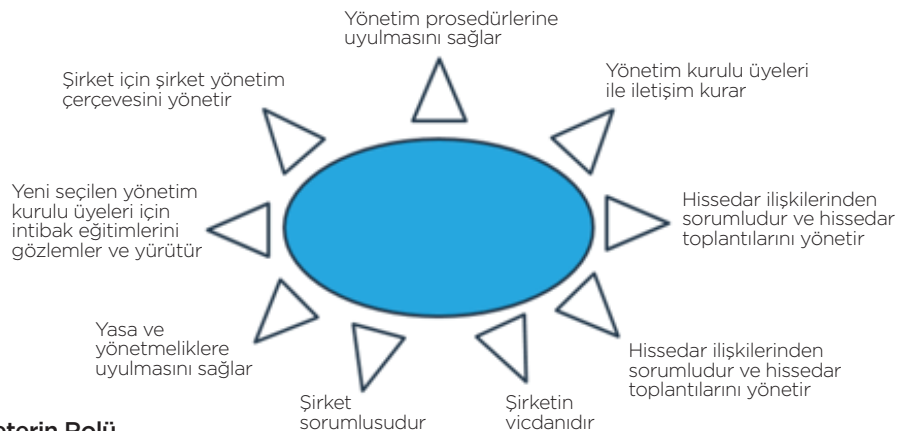 Yönetim prosedürlerine
uyulmasını sağlar
Şirket için şirket yönetim
çerçevesini yönetir
Yönetim kurulu üyeleri
ile iletişim kurar
Yeni seçilen yönetim
kurulu üyeleri için
intibak eğitimlerini
gözlemler ve yürütür
Hissedar ilişkilerinden
sorumludur ve hissedar
toplantılarını yönetir
Yasa ve
yönetmeliklere
uyulmasını sağlar
Hissedar ilişkilerinden
sorumludur ve hissedar
toplantılarını yönetir
Şirket
sorumlusudur
Şirketin
vicdanıdır
Rolü